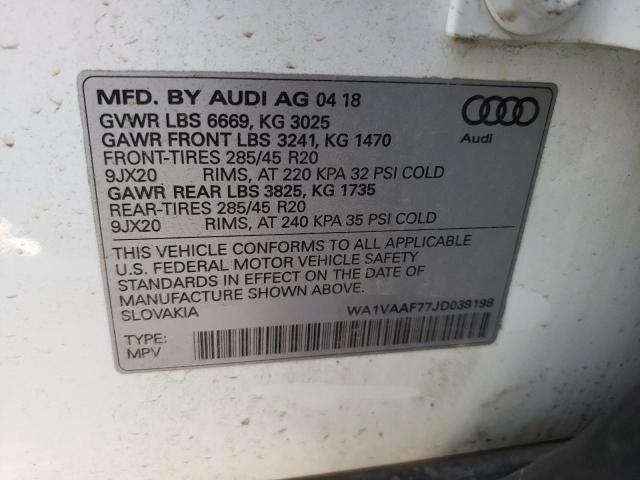 MFD. BY AUDI AG 04 18
GVWR LBS 6669, KG 3025
GAWR FRONT LBS 3241, KG 1470
FRONT-TIRES 285/45 R20
9JX20 RIMS, AT 220 KPA 32 PSI COLD
GAWR REAR LBS 3825, KG 1735
REAR-TIRES 285/45 R20
9JX20 RIMS, AT 240 KPA 35 PSI COLD
Audi
THIS VEHICLE CONFORMS TO ALL APPLICABLE
U.S. FEDERAL MOTOR VEHICLE SAFETY
STANDARDS IN EFFECT ON THE DATE OF
MANUFACTURE SHOWN ABOVE.
SLOVAKIA WA1VAAF77JD039198
TYPE:
MPV